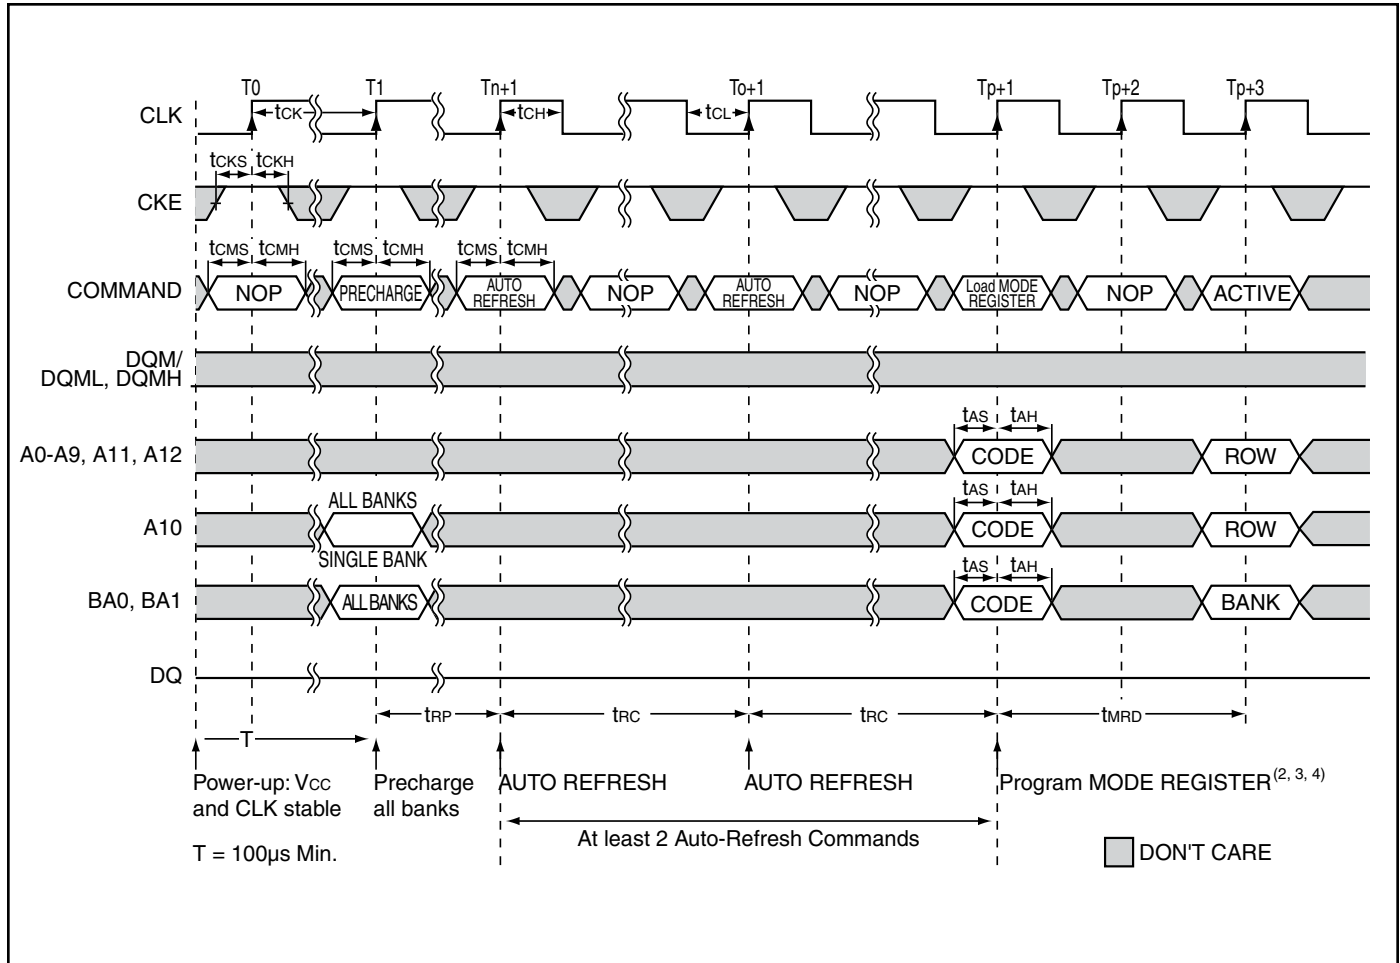 T0 T1 Tn+1 To+1 Tp+1 Tp+2 Tp+3
CLK tCK tCH tCL
tCKS tCKH
CKE
tCMS tCMH tCMS tCMH tCMS tCMH
COMMAND NOP PRECHARGE AUTO REFRESH NOP AUTO REFRESH NOP Load MODE REGISTER NOP ACTIVE
DQM/
DQML, DQMH
tAS tAH
A0-A9, A11, A12 CODE ROW
ALL BANKS tAS tAH
A10 CODE ROW
SINGLE BANK tAS tAH
BA0, BA1 ALL BANKS CODE BANK
DQ
tRP tRC tRC tMRD
T
Power-up: VCC Precharge AUTO REFRESH AUTO REFRESH Program MODE REGISTER(2, 3, 4)
and CLK stable all banks
At least 2 Auto-Refresh Commands
T = 100µs Min. DON'T CARE